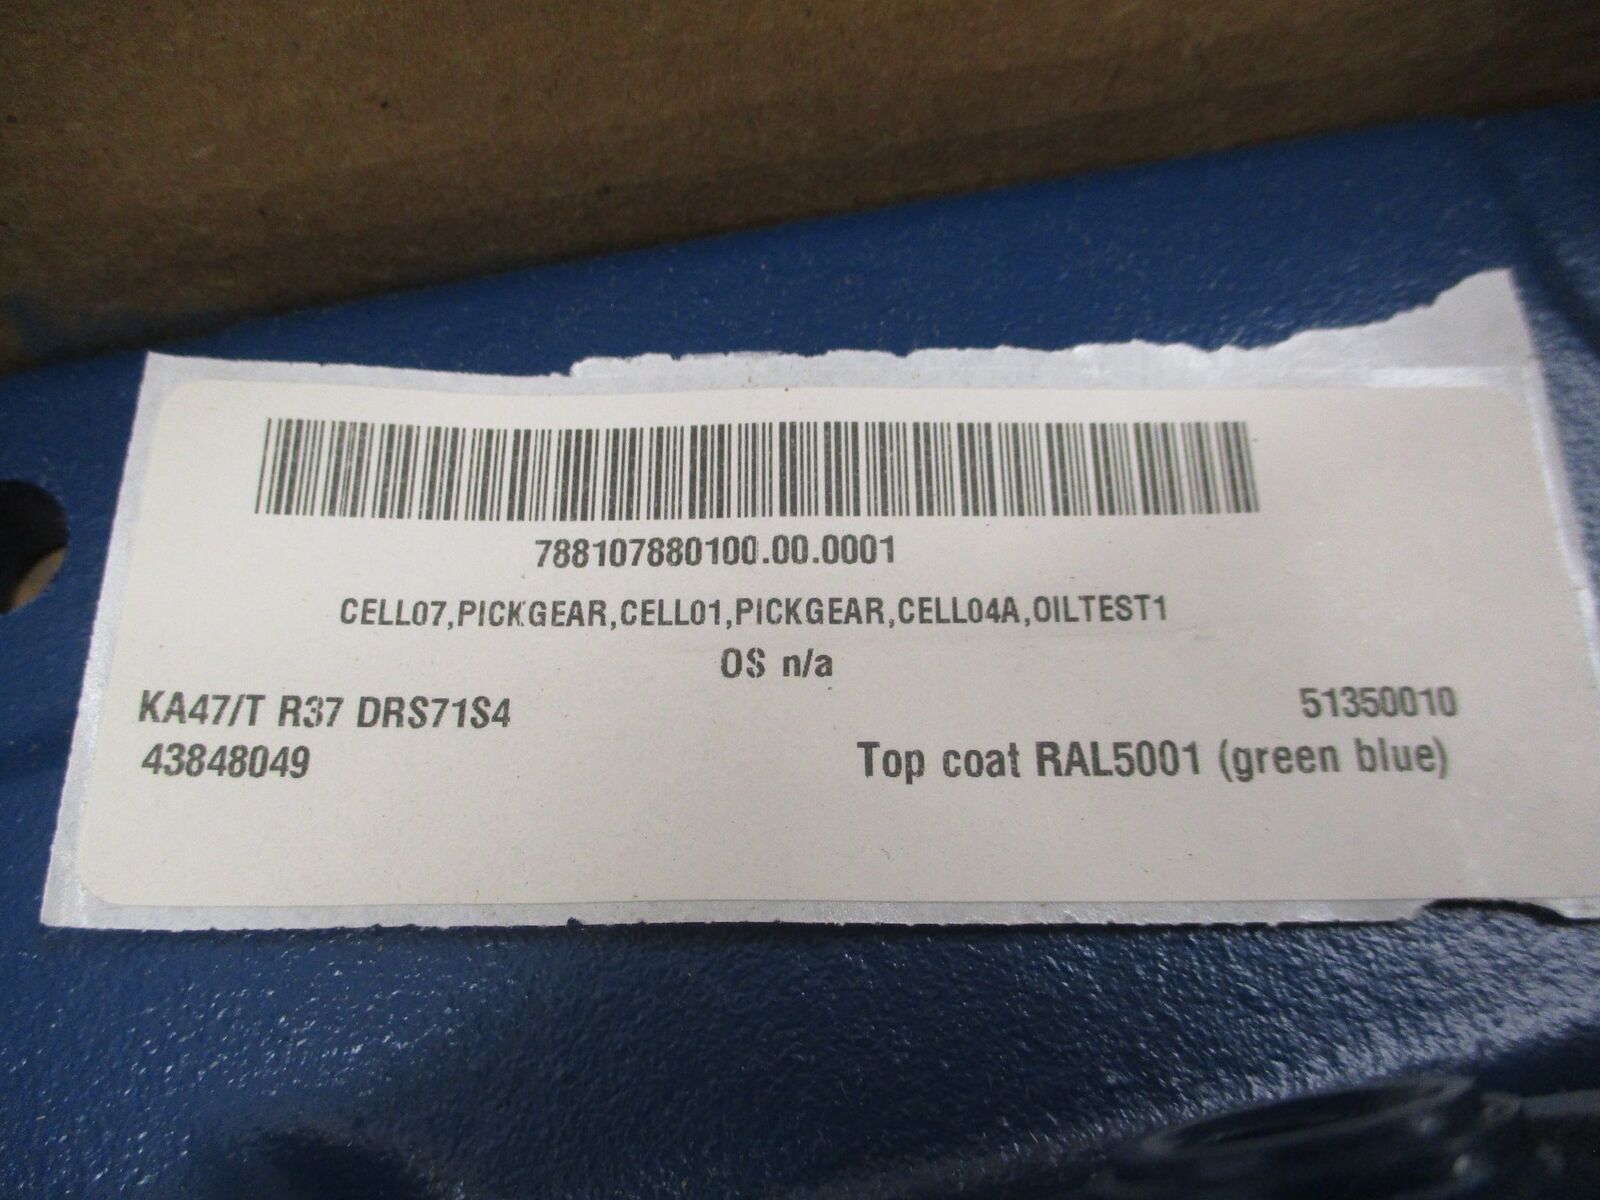 788107880100.00.0001
CELL07,PICKGEAR,CELL01,PICKGEAR,CELL04A,OILTEST1
OS n/a
KA47/T R37 DRS71S4 51350010
43848049 Top coat RAL5001 (green blue)